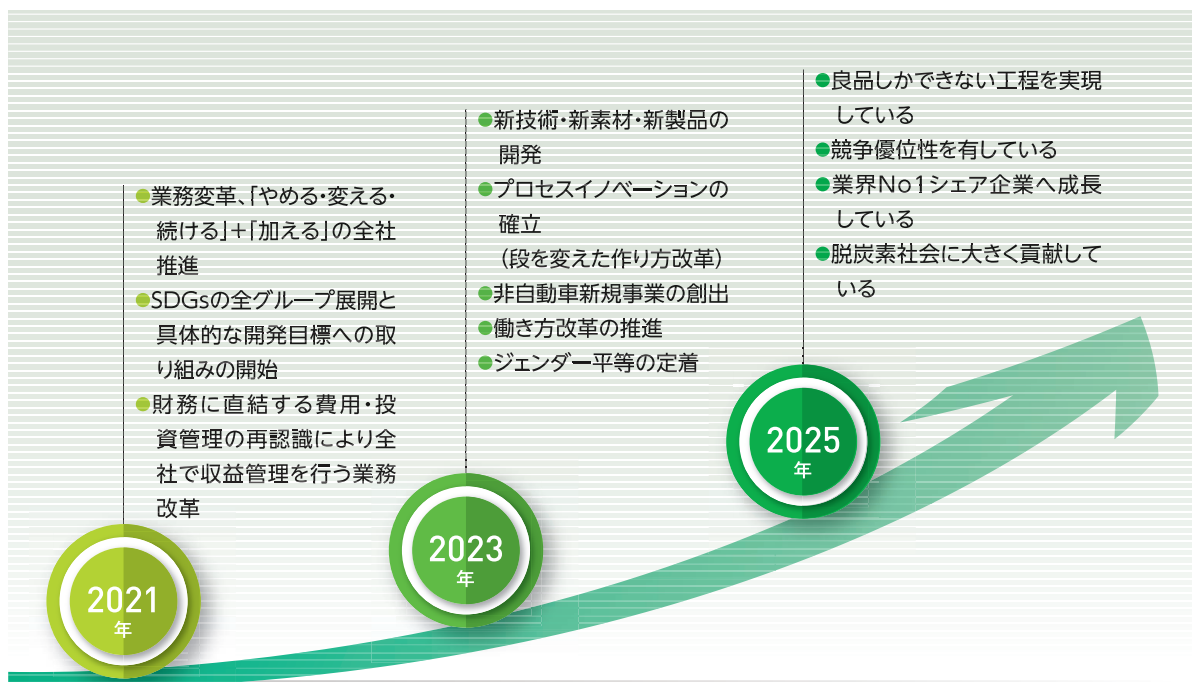 ●業務変革、「やめる・変える・
続ける」＋「加える」の全社
推進
●SDGsの全グループ展開と
具体的な開発目標への取
り組みの開始
●財務に直結する費用・投
資管理の再認識により全
社で収益管理を行う業務
改革
2021
年
●新技術・新素材・新製品の
開発
●プロセスイノベーションの
確立
（段を変えた作り方改革）
●非自動車新規事業の創出
●働き方改革の推進
●ジェンダー平等の定着
2023
年
●良品しかできない工程を実現
している
●競争優位性を有している
●業界No1シェア企業へ成長
している
●脱炭素社会に大きく貢献して
いる
2025
年